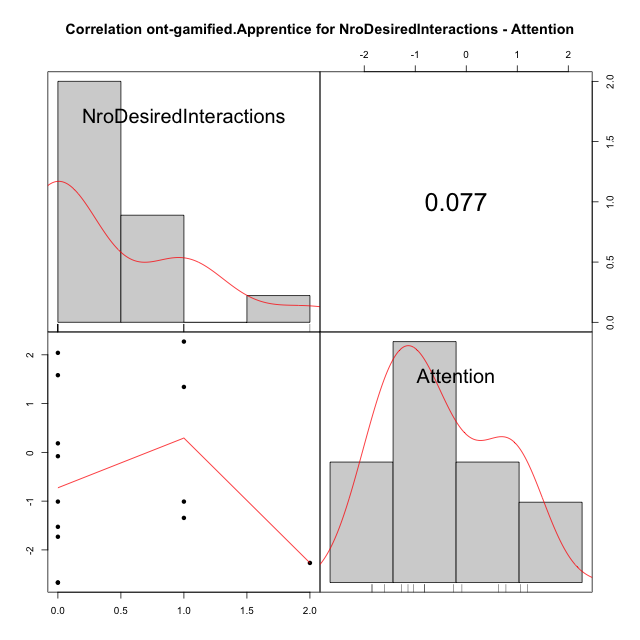 Correlation ont-gamified.Apprentice for NroDesiredInteractions - Attention
-2 -1 0 1 2
NroDesiredInteractions
0.077
2.0
1.5
1.0
0.5
0.0
Attention
2
1
0
-1
-2
0.0 0.5 1.0 1.5 2.0